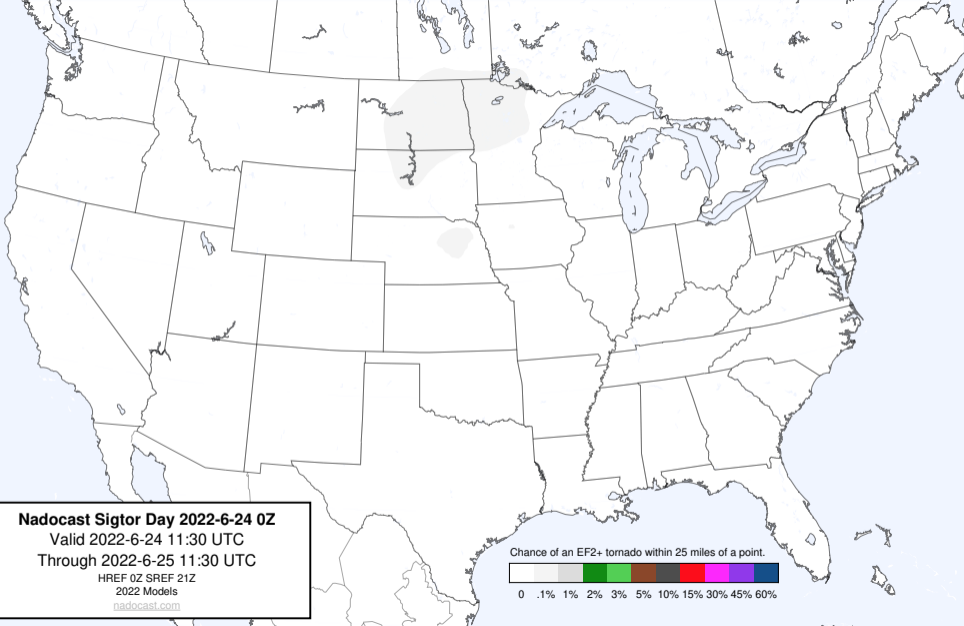 Nadocast Sigtor Day 2022-6-24 0Z
Valid 2022-6-24 11:30 UTC
Through 2022-6-25 11:30 UTC
HREF 0Z SREF 21Z
2022 Models
nadocast.com
Chance of an EF2+ tornado within 25 miles of a point.
0 .1% 1% 2% 3% 5% 10% 15% 30% 45% 60%